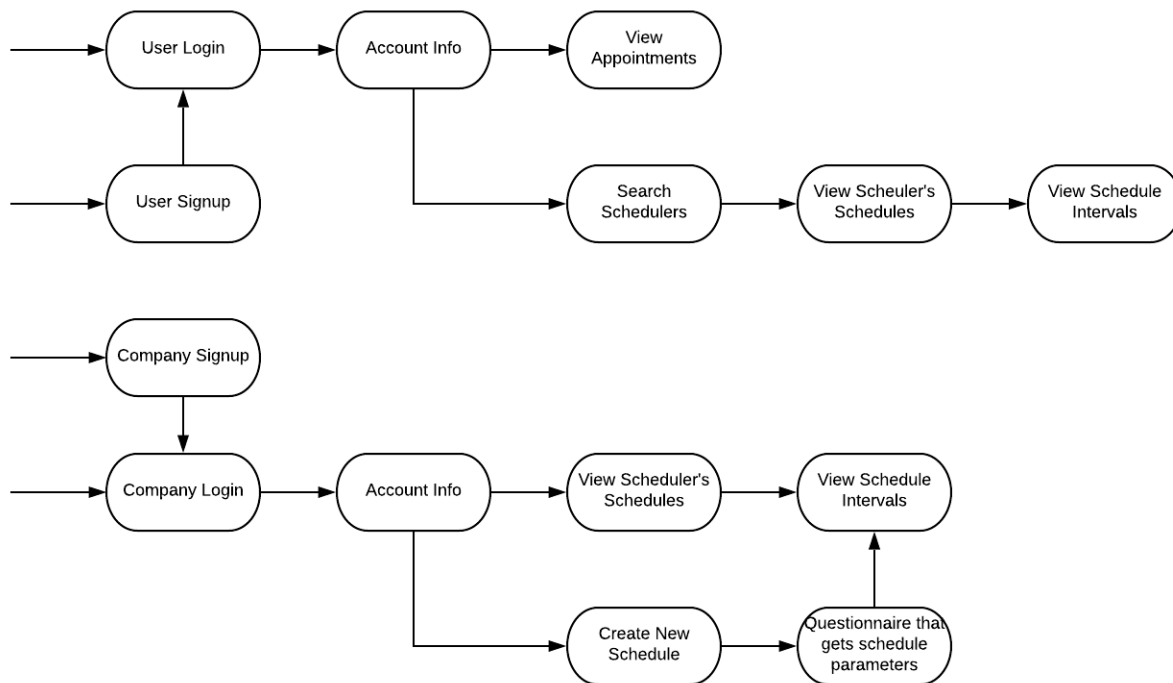 User Login
Account Info
View
Appointments
User Signup
Search
Schedulers
View Scheuler's
Schedules
View Schedule
Intervals
Company Signup
Company Login
Account Info
View Scheduler's
Schedules
View Schedule
Intervals
Create New
Schedule
Questionnaire that
gets schedule
parameters